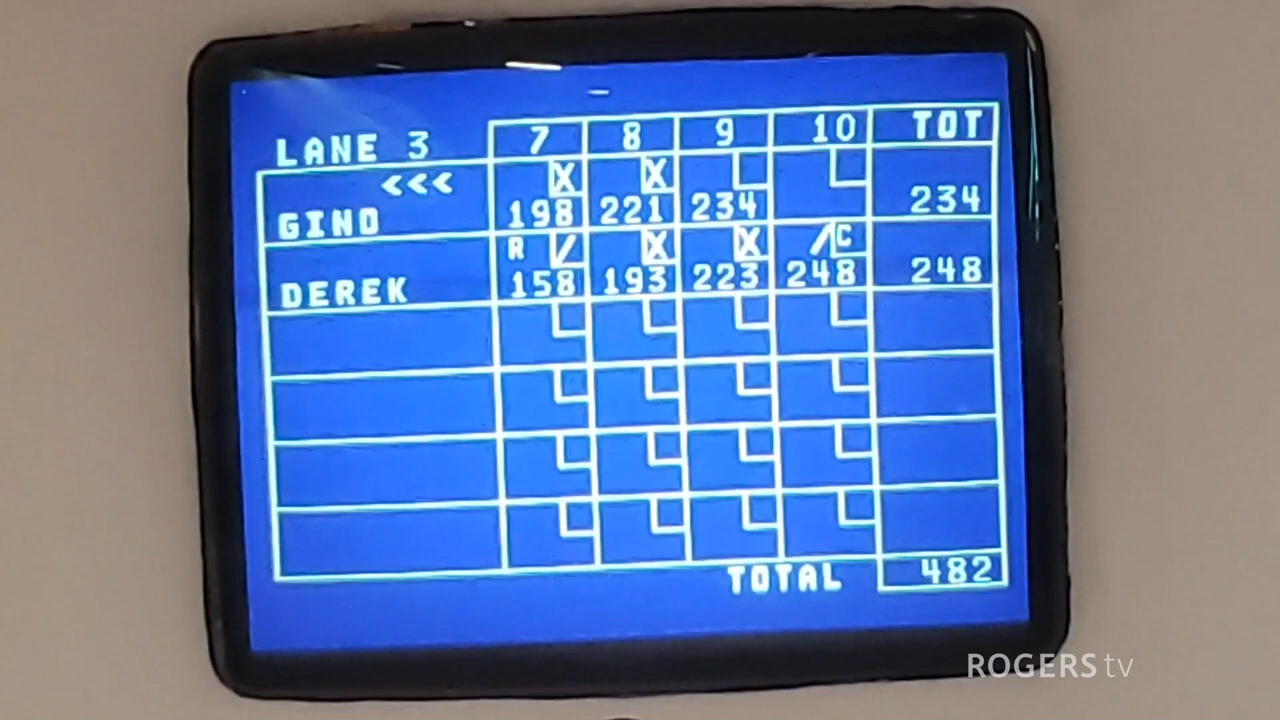 LANE 3 7 8 9 10 TOT
<<< X X
GINO 198 221 234 234
R / X X / C
DEREK 158 193 223 248 248
TOTAL 482
ROGERS tv